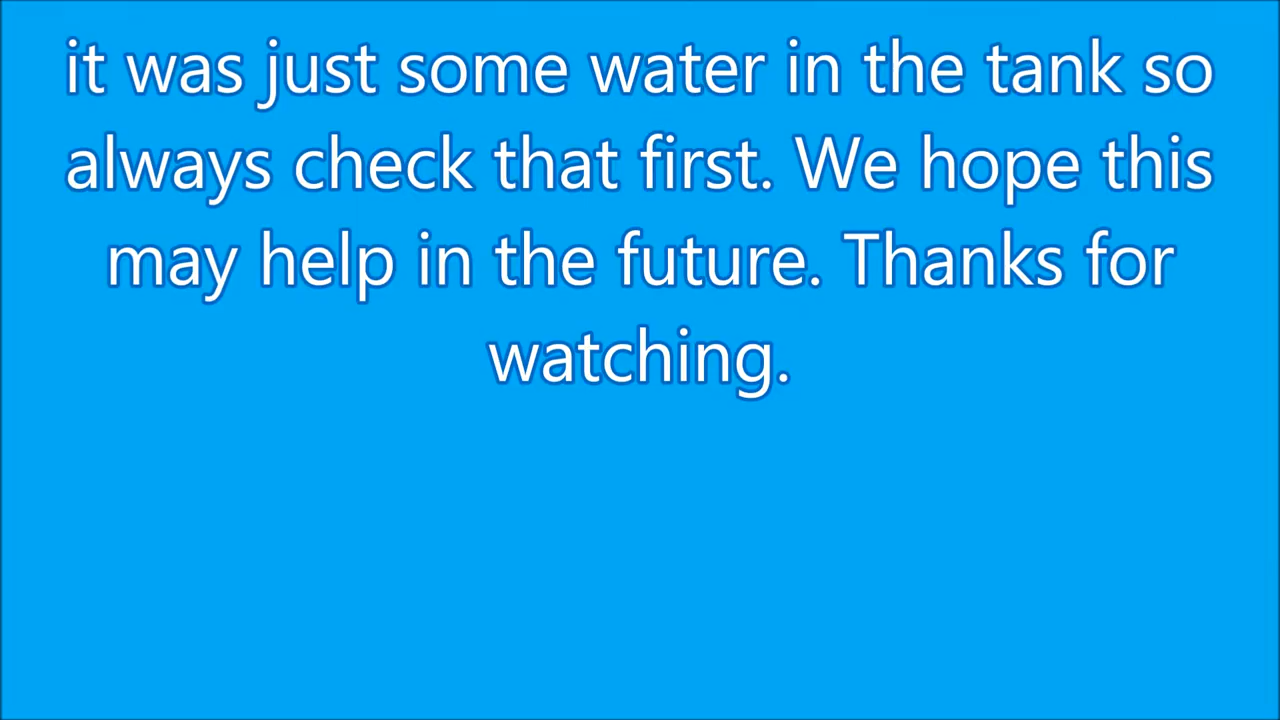 it was just some water in the tank so
always check that first. We hope this
may help in the future. Thanks for
watching.